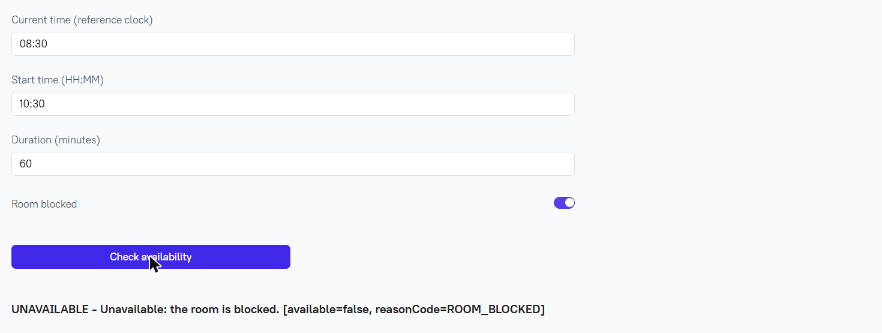 Current time (reference clock)
08:30
Start time (HH:MM)
10:30
Duration (minutes)
60
Room blocked
Check availability
UNAVAILABLE - Unavailable: the room is blocked. [available=false, reasonCode=ROOM_BLOCKED]